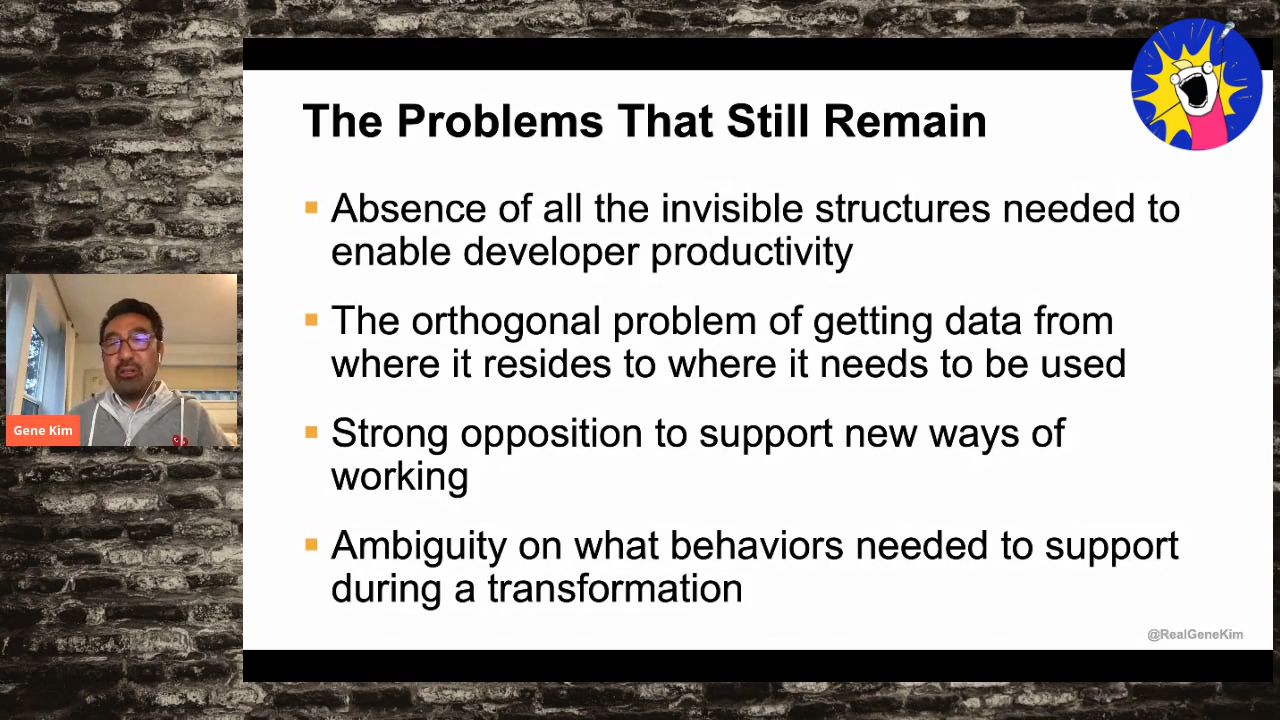 The Problems That Still Remain
Absence of all the invisible structures needed to
enable developer productivity
The orthogonal problem of getting data from
where it resides to where it needs to be used
Strong opposition to support new ways of
working
Ambiguity on what behaviors needed to support
during a transformation
@RealGeneKim
Gene Kim